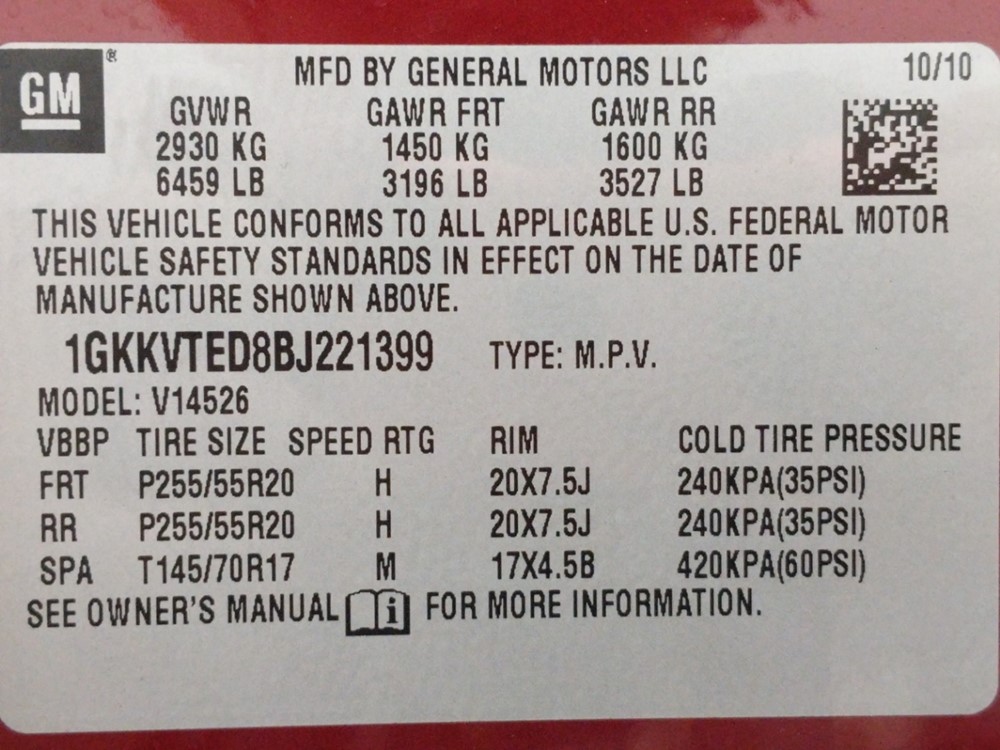 GM ®
MFD BY GENERAL MOTORS LLC 10/10
GVWR GAWR FRT GAWR RR
2930 KG 1450 KG 1600 KG
6459 LB 3196 LB 3527 LB
THIS VEHICLE CONFORMS TO ALL APPLICABLE U.S. FEDERAL MOTOR
VEHICLE SAFETY STANDARDS IN EFFECT ON THE DATE OF
MANUFACTURE SHOWN ABOVE.
1GKKVTED8BJ221399 TYPE: M.P.V.
MODEL: V14526
VBBP TIRE SIZE SPEED RTG RIM COLD TIRE PRESSURE
FRT P255/55R20 H 20X7.5J 240KPA(35PSI)
RR P255/55R20 H 20X7.5J 240KPA(35PSI)
SPA T145/70R17 M 17X4.5B 420KPA(60PSI)
SEE OWNER'S MANUAL i FOR MORE INFORMATION.